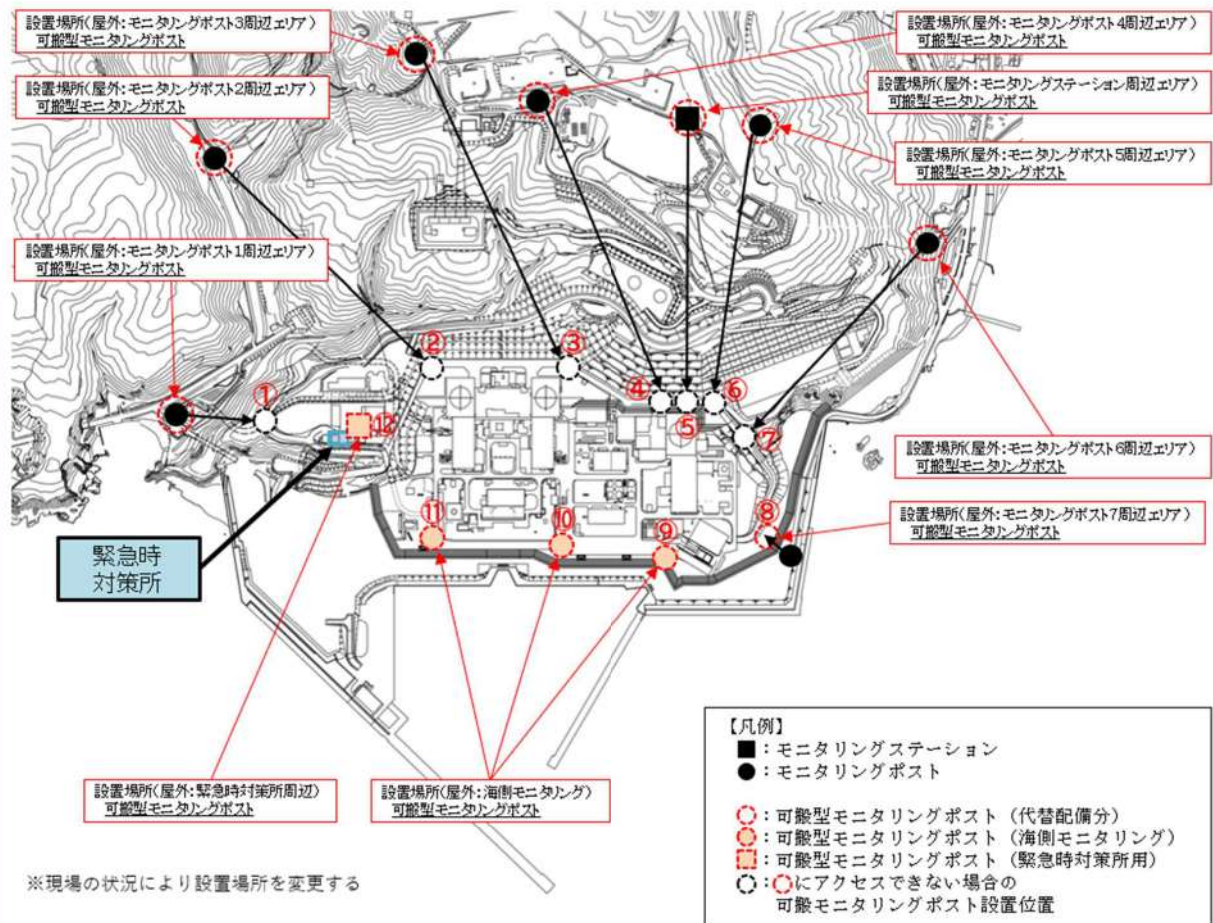 設置場所(屋外:モニタリングポスト3周辺エリア)
可搬型モニタリングポスト
設置場所(屋外:モニタリングポスト4周辺エリア)
可搬型モニタリングポスト
設置場所(屋外:モニタリングポスト2周辺エリア)
可搬型モニタリングポスト
設置場所(屋外:モニタリングステーション周辺エリア)
可搬型モニタリングポスト
設置場所(屋外:モニタリングポスト5周辺エリア)
可搬型モニタリングポスト
設置場所(屋外:モニタリングポスト1周辺エリア)
可搬型モニタリングポスト
②
③
④
⑥
①
⑤
⑫
⑦
設置場所(屋外:モニタリングポスト6周辺エリア)
可搬型モニタリングポスト
⑪
⑩
⑨
⑧
設置場所(屋外:モニタリングポスト7周辺エリア)
可搬型モニタリングポスト
緊急時
対策所
設置場所(屋外:緊急時対策所周辺)
可搬型モニタリングポスト
設置場所(屋外:海側モニタリング)
可搬型モニタリングポスト
【凡例】
■:モニタリングステーション
●:モニタリングポスト
:可搬型モニタリングポスト(代替配備分)
:可搬型モニタリングポスト(海側モニタリング)
:可搬型モニタリングポスト(緊急時対策所用)
:にアクセスできない場合の
可搬モニタリングポスト設置位置
※現場の状況により設置場所を変更する